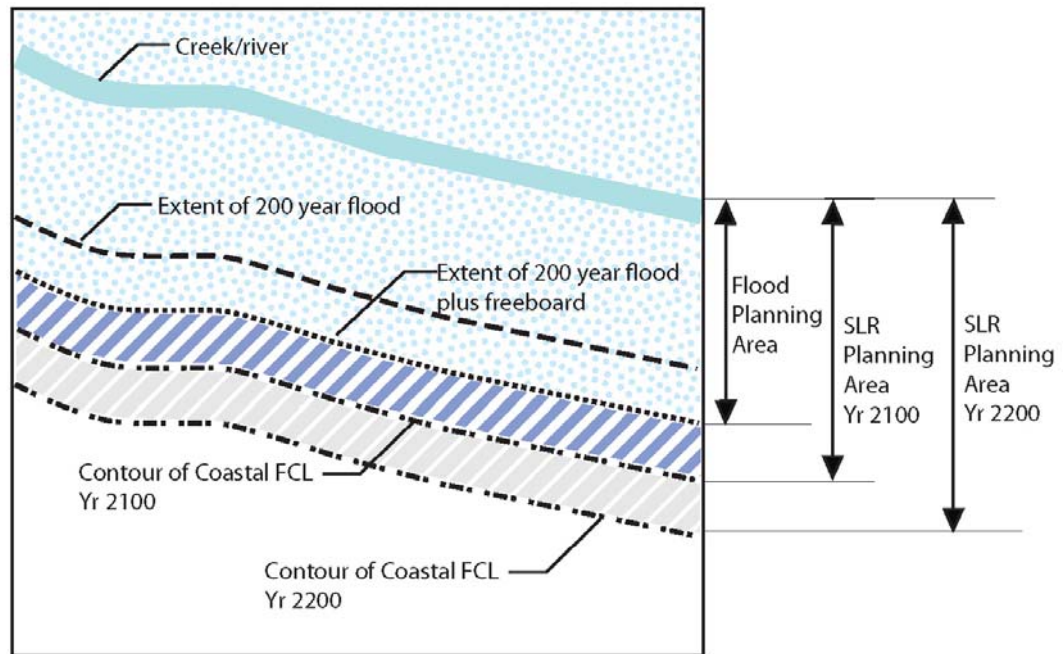 Creek/river
Extent of 200 year flood
Extent of 200 year flood
plus freeboard
Contour of Coastal FCL
Yr 2100
Contour of Coastal FCL
Yr 2200
Flood
Planning
Area
SLR
Planning
Area
Yr 2100
SLR
Planning
Area
Yr 2200